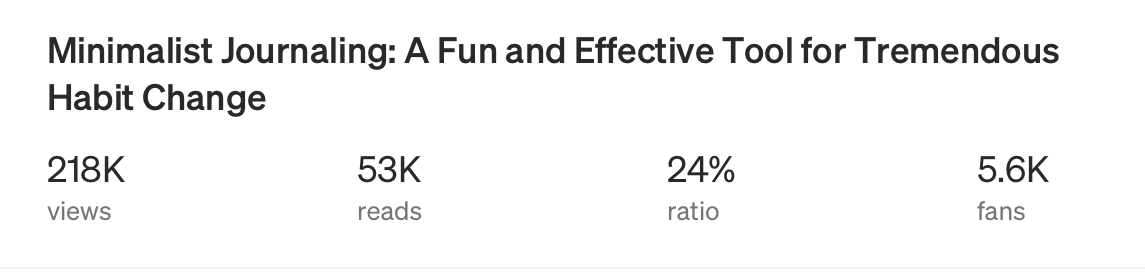 Minimalist Journaling: A Fun and Effective Tool for Tremendous
Habit Change
218K 53K 24% 5.6K
views reads ratio fans